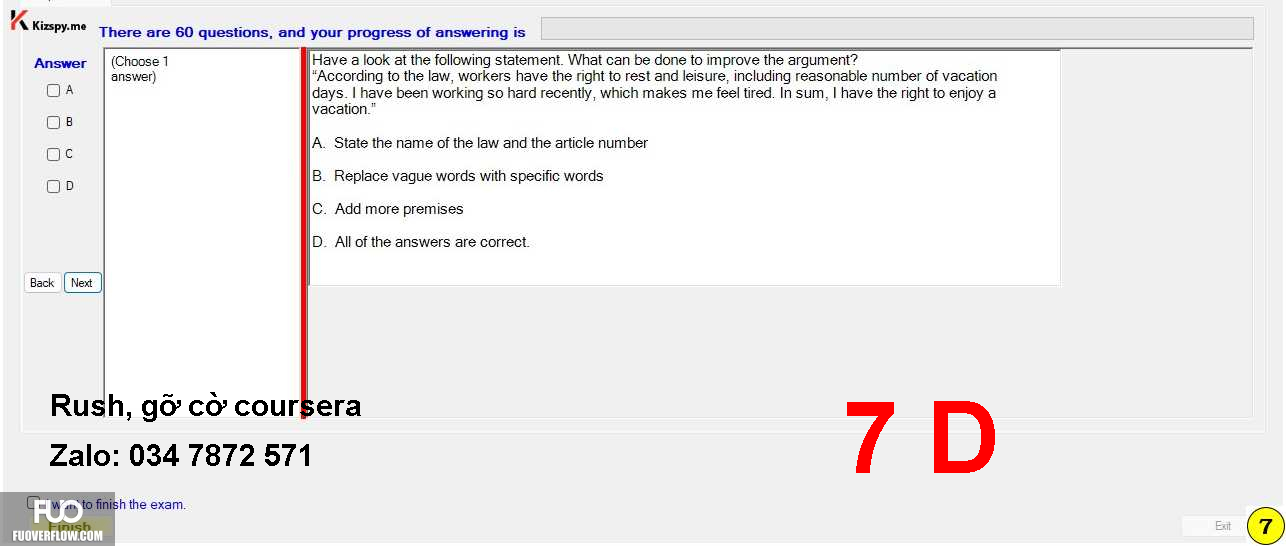 Kizspy.me
There are 60 questions, and your progress of answering is
Answer
(Choose 1
answer)
A
B
C
D
Back
Next
Have a look at the following statement. What can be done to improve the argument?
“According to the law, workers have the right to rest and leisure, including reasonable number of vacation
days. I have been working so hard recently, which makes me feel tired. In sum, I have the right to enjoy a
vacation.”
A. State the name of the law and the article number
B. Replace vague words with specific words
C. Add more premises
D. All of the answers are correct.
Rush, gỡ cờ coursera
Zalo: 034 7872 571
7 D
I want to finish the exam.
Finish
FUO
FUOVERFLOW.COM
Exit
7